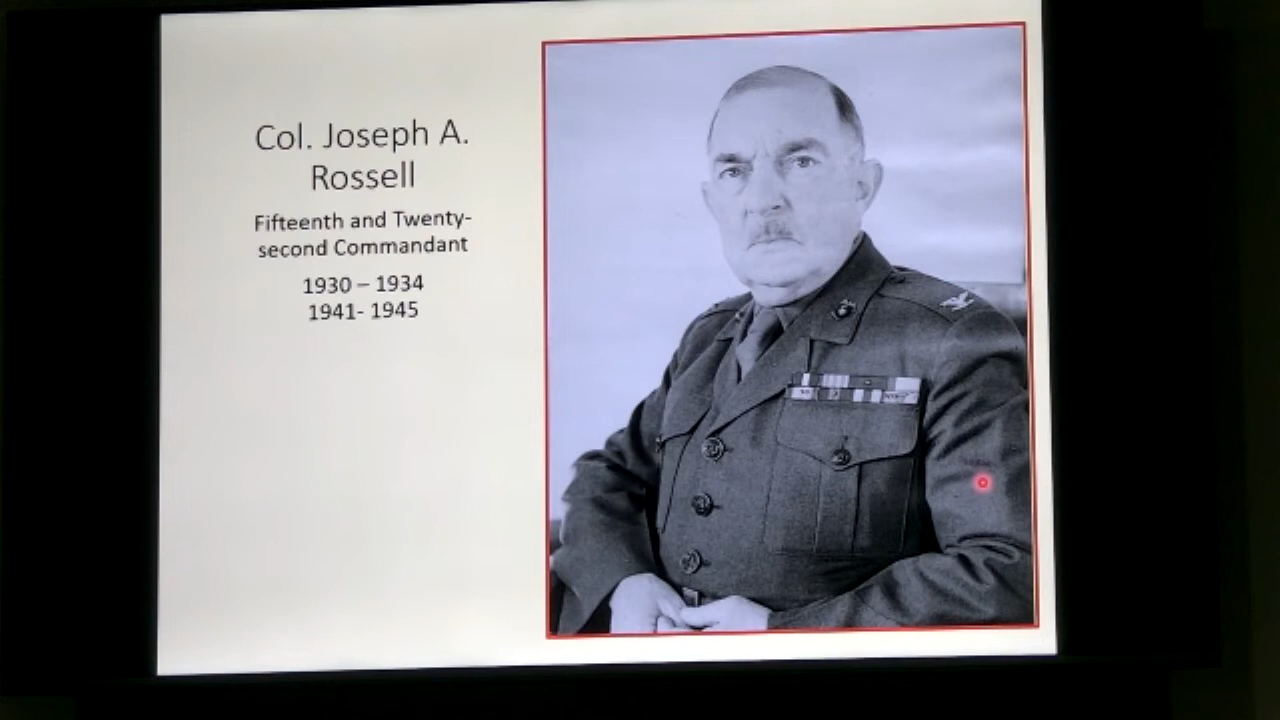 Col. Joseph A.
Rossell
Fifteenth and Twenty-
second Commandant
1930 – 1934
1941- 1945